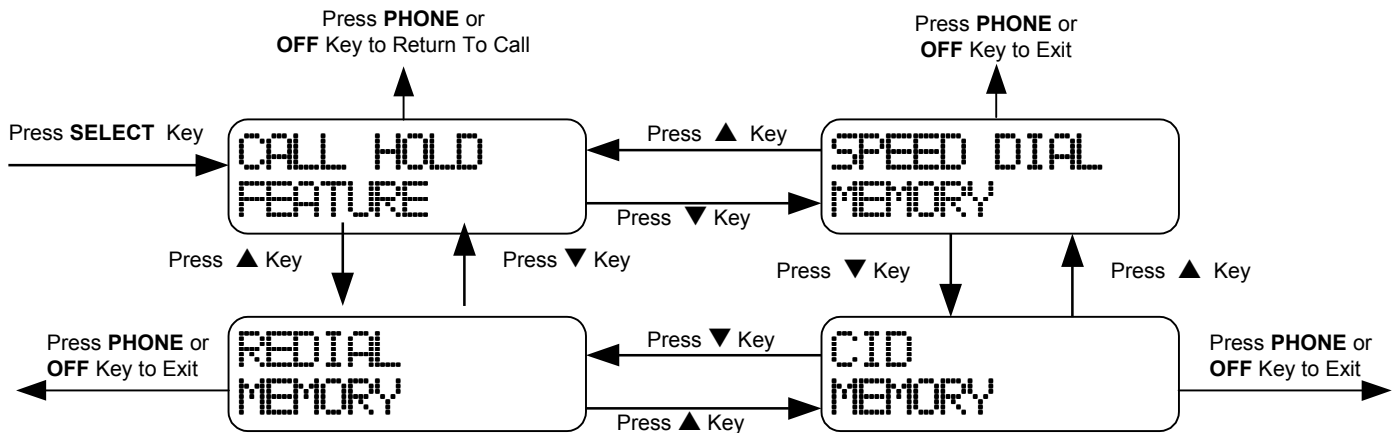 Press PHONE or
OFF Key to Return To Call
Press PHONE or
OFF Key to Exit
Press SELECT Key
CALL HOLD
FEATURE
Press ▲ Key
Press ▼ Key
SPEED DIAL
MEMORY
Press ▲ Key
Press ▼ Key
Press ▼ Key
Press ▲ Key
Press PHONE or
OFF Key to Exit
REDIAL
MEMORY
Press ▼ Key
Press ▲ Key
CID
MEMORY
Press PHONE or
OFF Key to Exit